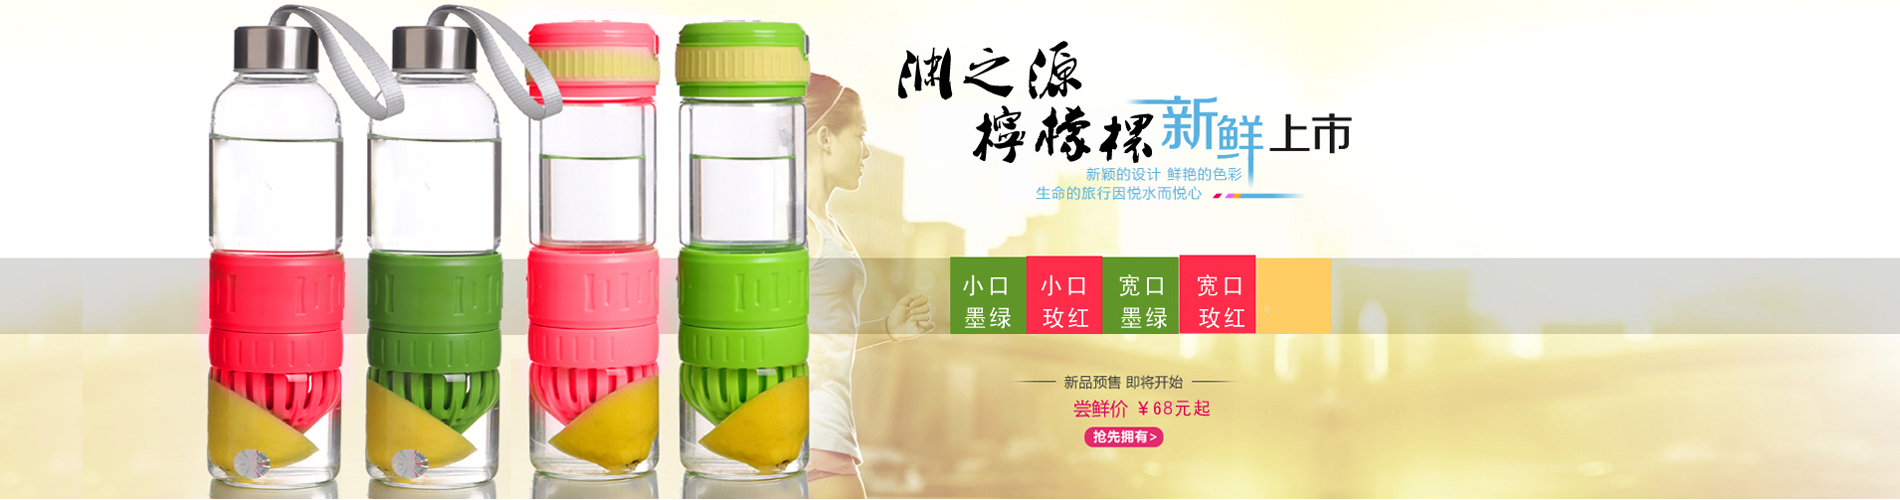 渊之源
檸檬杯新鲜上市
新颖的设计 鲜艳的色彩
生命的旅行因悦水而悦心
小口 小口 宽口 宽口
墨绿 玫红 墨绿 玫红
新品预售 即将开始
尝鲜价 ￥68元起
抢先拥有>